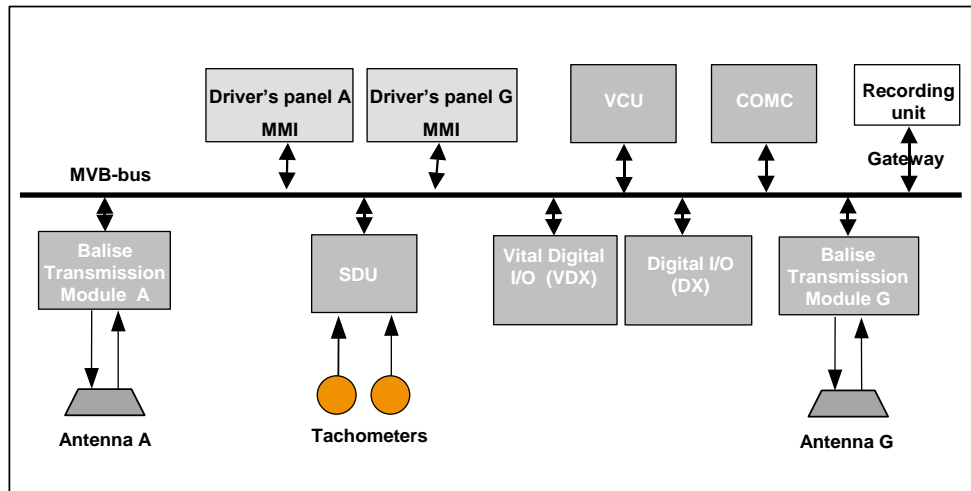 Driver's panel A
MMI
Driver's panel G
MMI
VCU
COMC
Recording
unit
Gateway
MVB-bus
Balise
Transmission
Module A
SDU
Vital Digital
I/O (VDX)
Digital I/O
(DX)
Balise
Transmission
Module G
Antenna A
Tachometers
Antenna G